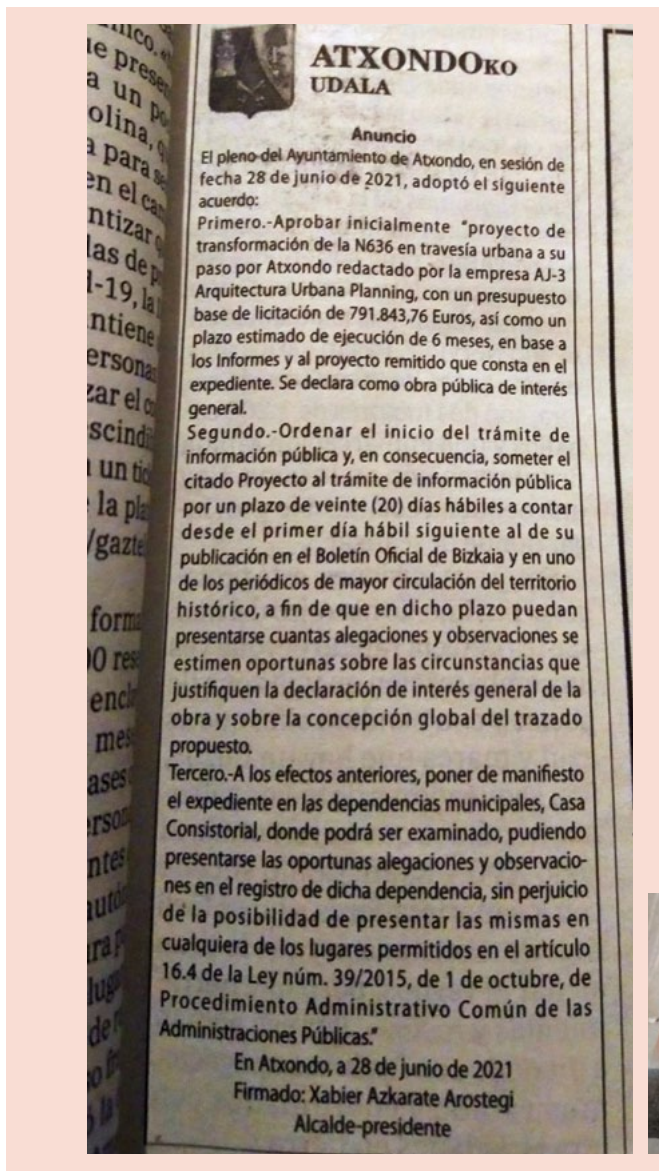 ATXONDOKO
UDALA
Anuncio
El pleno del Ayuntamiento de Atxondo, en sesión de
fecha 28 de junio de 2021, adoptó el siguiente
acuerdo:
Primero.-Aprobar inicialmente "proyecto de
transformación de la N636 en travesía urbana a su
paso por Atxondo redactado por la empresa AJ-3
Arquitectura Urbana Planning, con un presupuesto
base de licitación de 791.843,76 Euros, así como un
plazo estimado de ejecución de 6 meses, en base a
los Informes y al proyecto remitido que consta en el
expediente. Se declara como obra pública de interés
general.
Segundo.-Ordenar el inicio del trámite de
información pública y, en consecuencia, someter el
citado Proyecto al trámite de información pública
por un plazo de veinte (20) días hábiles a contar
desde el primer día hábil siguiente al de su
publicación en el Boletín Oficial de Bizkaia y en uno
de los periódicos de mayor circulación del territorio
histórico, a fin de que en dicho plazo puedan
presentarse cuantas alegaciones y observaciones se
estimen oportunas sobre las circunstancias que
justifiquen la declaración de interés general de la
obra y sobre la concepción global del trazado
propuesto.
Tercero.-A los efectos anteriores, poner de manifiesto
el expediente en las dependencias municipales, Casa
Consistorial, donde podrá ser examinado, pudiendo
presentarse las oportunas alegaciones y observacio-
nes en el registro de dicha dependencia, sin perjuicio
de la posibilidad de presentar las mismas en
cualquiera de los lugares permitidos en el artículo
16.4 de la Ley núm. 39/2015, de 1 de octubre, de
Procedimiento Administrativo Común de las
Administraciones Públicas."
En Atxondo, a 28 de junio de 2021
Firmado: Xabier Azkarate Arostegi
Alcalde-presidente